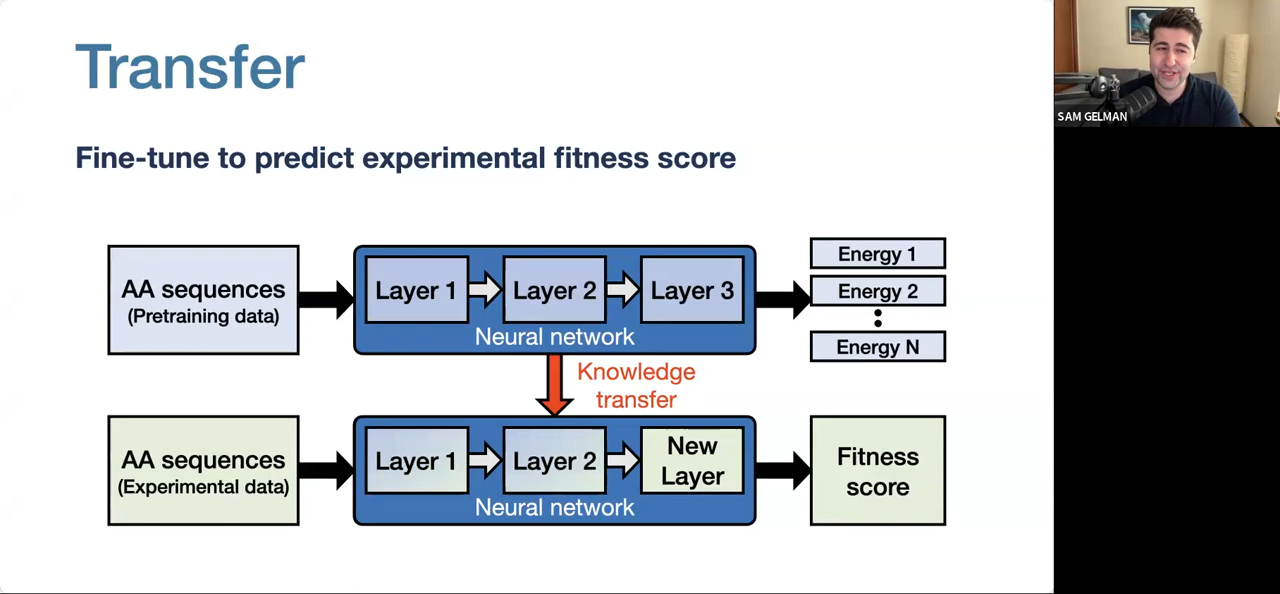 Transfer
SAM GELMAN
Fine-tune to predict experimental fitness score
AA sequences
(Pretraining data)
Layer 1
Layer 2
Layer 3
Neural network
Energy 1
Energy 2
Energy N
Knowledge
transfer
AA sequences
(Experimental data)
Layer 1
Layer 2
New
Layer
Neural network
Fitness
score